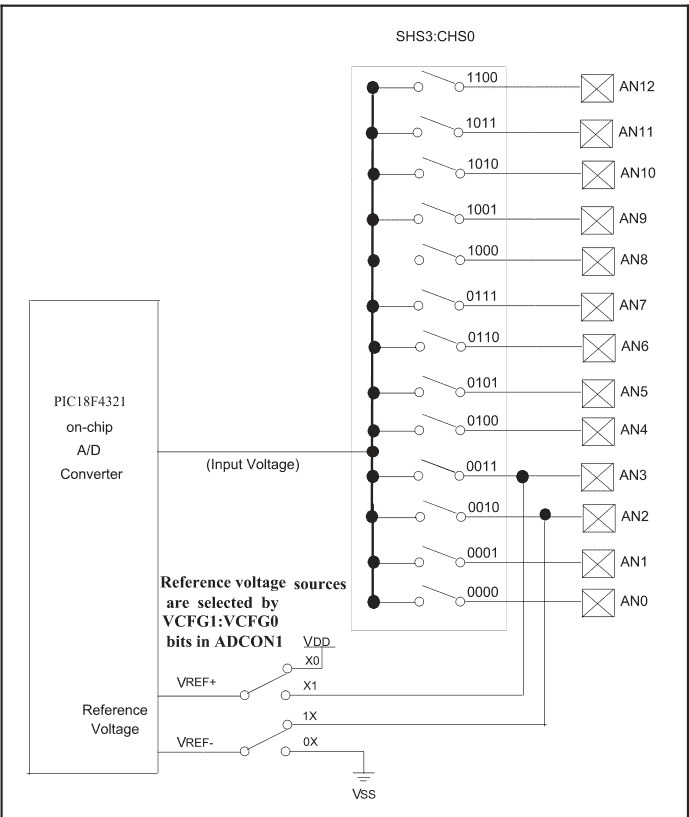 SHS3:CHS0
1100 AN12
1011 AN11
1010 AN10
1001 AN9
1000 AN8
0111 AN7
0110 AN6
0101 AN5
0100 AN4
0011 AN3
0010 AN2
0001 AN1
0000 AN0
PIC18F4321
on-chip
A/D
Converter
(Input Voltage)
Reference voltage sources
are selected by
VCFG1:VCFG0
bits in ADCON1
VDD
X0
VREF+
X1
Reference
Voltage
1X
VREF-
0X
VSS